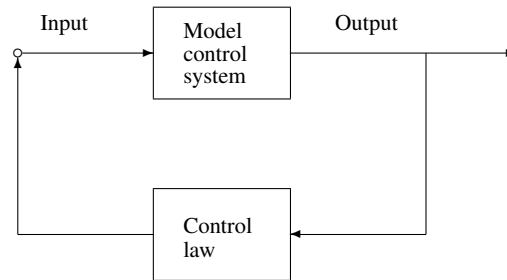 Input
Model
control
system
Output
Control
law